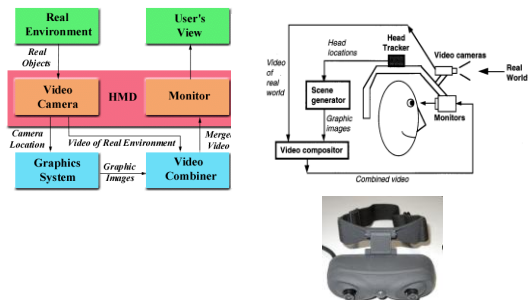 Real
Environment
User's
View
Real
Objects
Video
Camera
HMD
Monitor
Camera
Location
Video of Real Environment
Merge
Video
Graphics
System
Graphic
Images
Video
Combiner
Video
of
real
world
Head
locations
Head
Tracker
Video cameras
Real
World
Scene
generator
Monitors
Graphic
images
Video compositor
Combined video